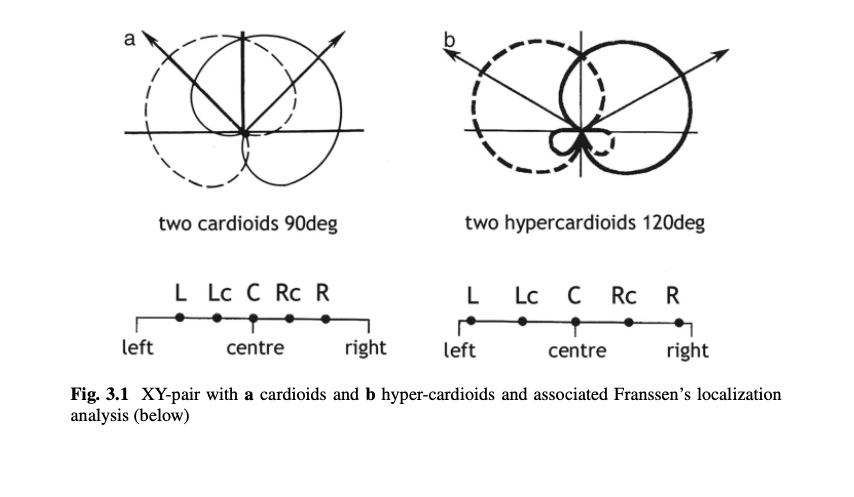 a
b
two cardioids 90deg
two hypercardioids 120deg
L Lc C Rc R
L Lc C Rc R
left centre right
left centre right
Fig. 3.1 XY-pair with a cardioids and b hyper-cardioids and associated Franssen's localization
analysis (below)